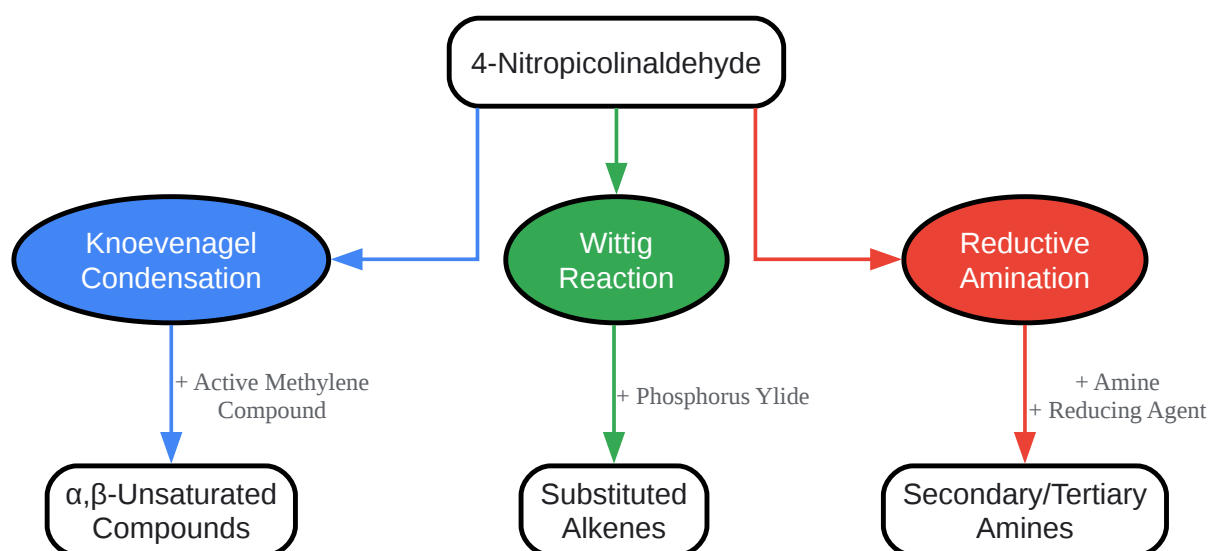 4-Nitropicolinaldehyde
Knoevenagel
Condensation
Wittig
Reaction
Reductive
Amination
+ Active Methylene
Compound
+ Phosphorus Ylide
+ Amine
+ Reducing Agent
α,β-Unsaturated
Compounds
Substituted
Alkenes
Secondary/Tertiary
Amines